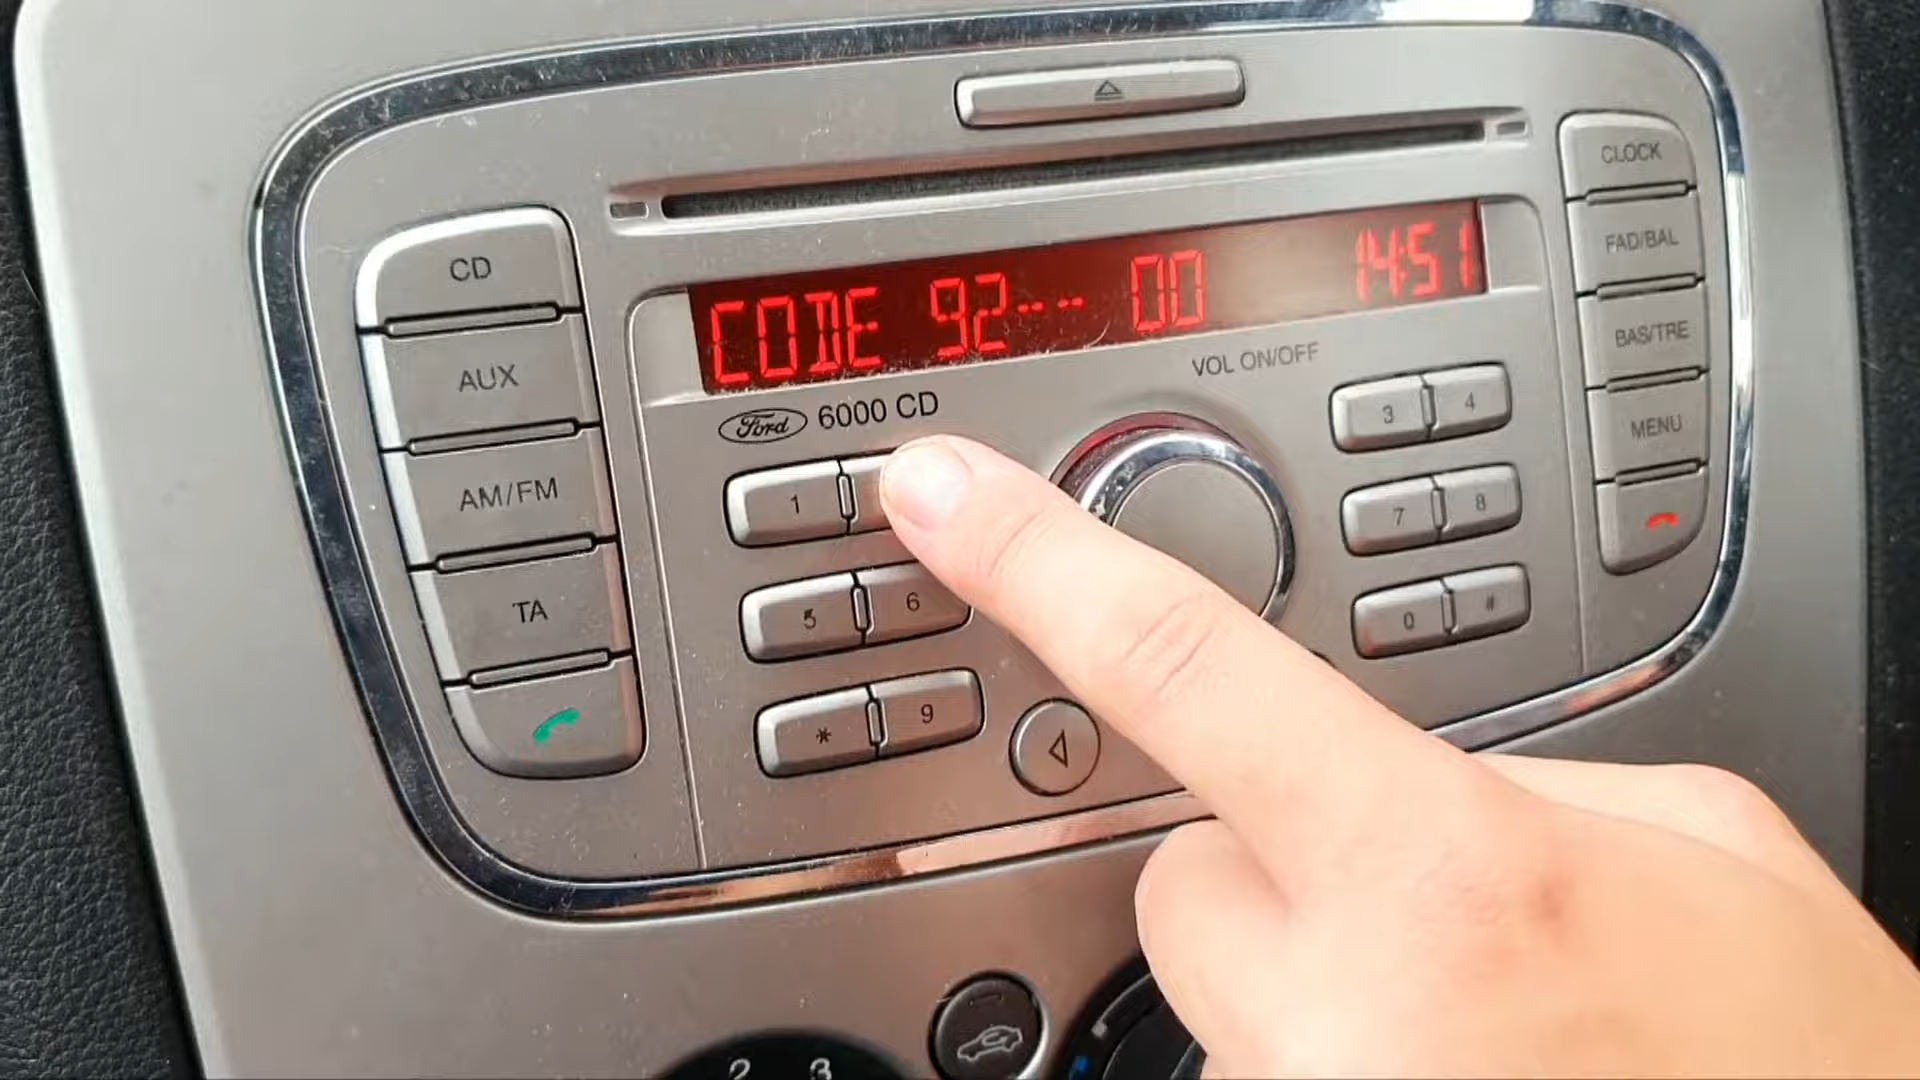 CLOCK
CD
FAD/BAL
CODE 92--- 00 14:51
BAS/TRE
VOL ON/OFF
AUX
Ford 6000 CD
3 4
MENU
AM/FM
1
7 8
TA
5 6
0 #
* 9
2 3